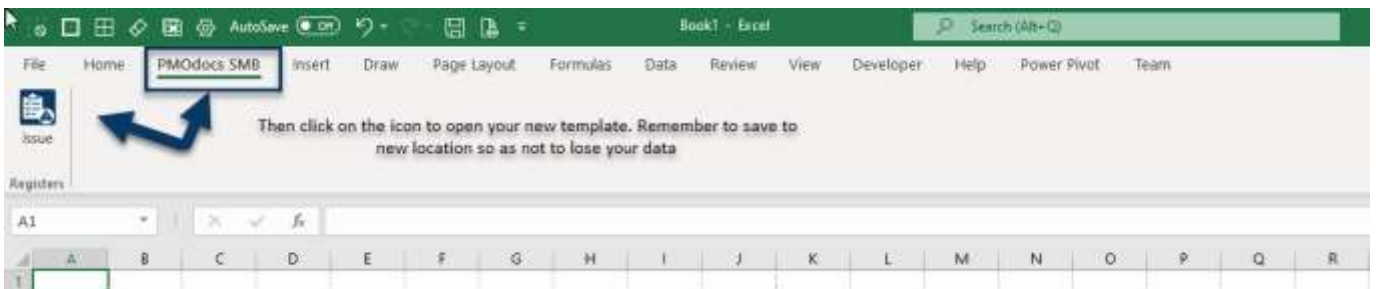 AutoSave Off Book1 - Excel Search (Alt+Q)
File Home PMOdocs SMB Insert Draw Page Layout Formulas Data Review View Developer Help Power Pivot Team
Then click on the icon to open your new template. Remember to save to
new location so as not to lose your data
Issue
Registers
A1 fx
A B C D E F G H I J K L M N O P Q R
1